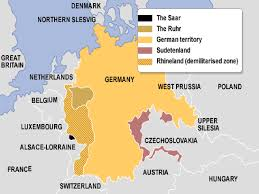 DENMARK
NORTHERN SLESVIG
The Saar
The Ruhr
German territory
Sudetenland
Rhineland (demilitarised zone)
GREAT
BRITAIN
NETHERLANDS
GERMANY
BELGIUM
WEST PRUSSIA
POLAND
LUXEMBOURG
UPPER
SILESIA
ALSACE-LORRAINE
CZECHOSLOVAKIA
FRANCE
AUSTRIA
HUNGARY
SWITZERLAND